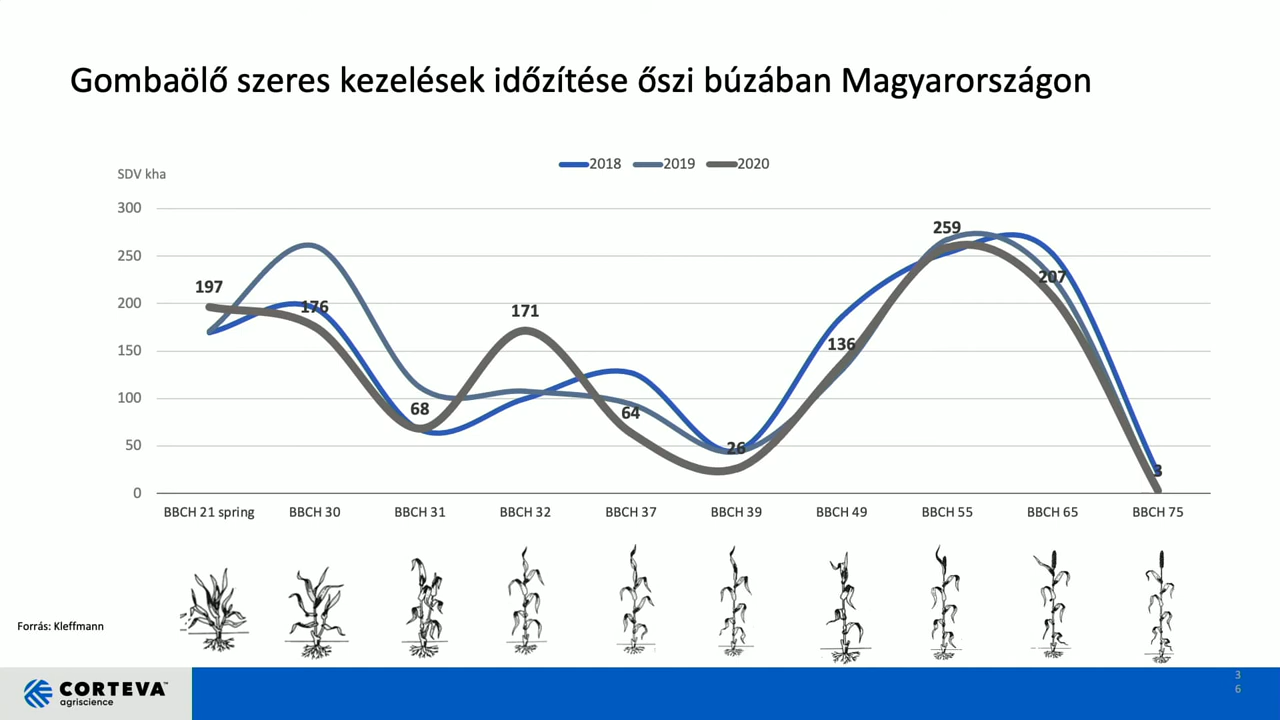 Gombaölő szeres kezelések időzítése őszi búzában Magyarországon
2018 2019 2020
SDV kha
300
250
200
150
100
50
0
197
176
68
171
64
26
136
259
207
3
BBCH 21 spring BBCH 30 BBCH 31 BBCH 32 BBCH 37 BBCH 39 BBCH 49 BBCH 55 BBCH 65 BBCH 75
Forrás: Kleffmann
CORTEVA™
agriscience
3
6